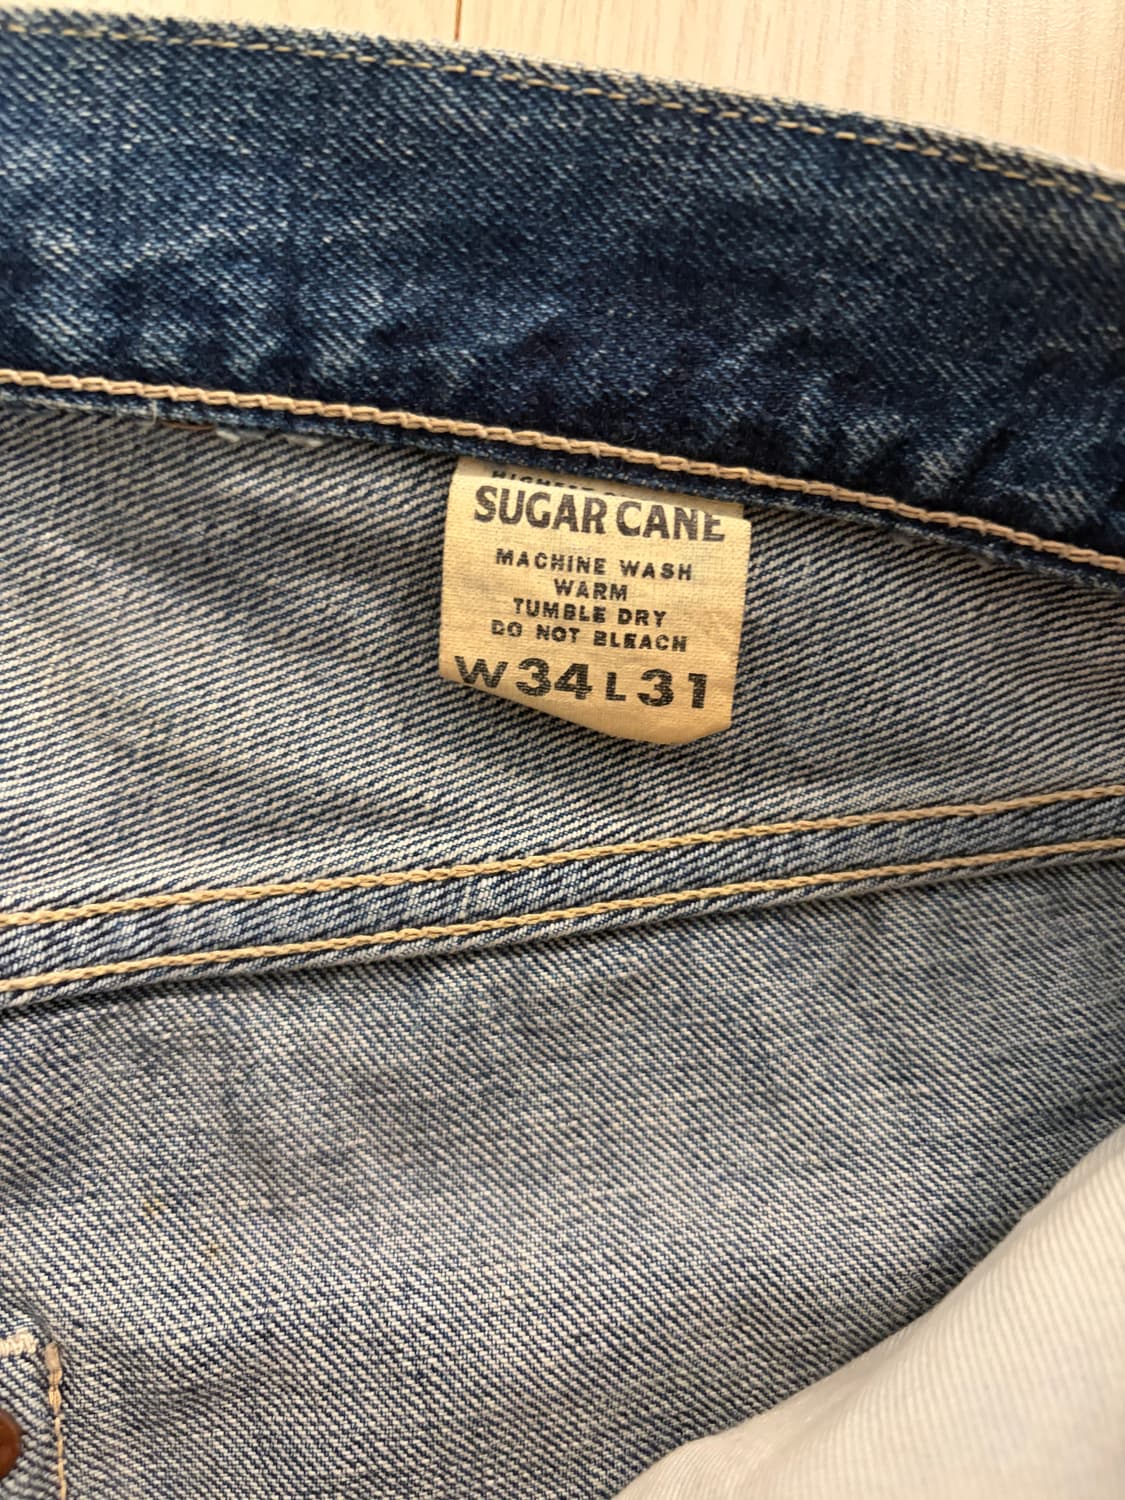 SUGAR CANE
MACHINE WASH
WARM
TUMBLE DRY
DO NOT BLEACH
W34L31